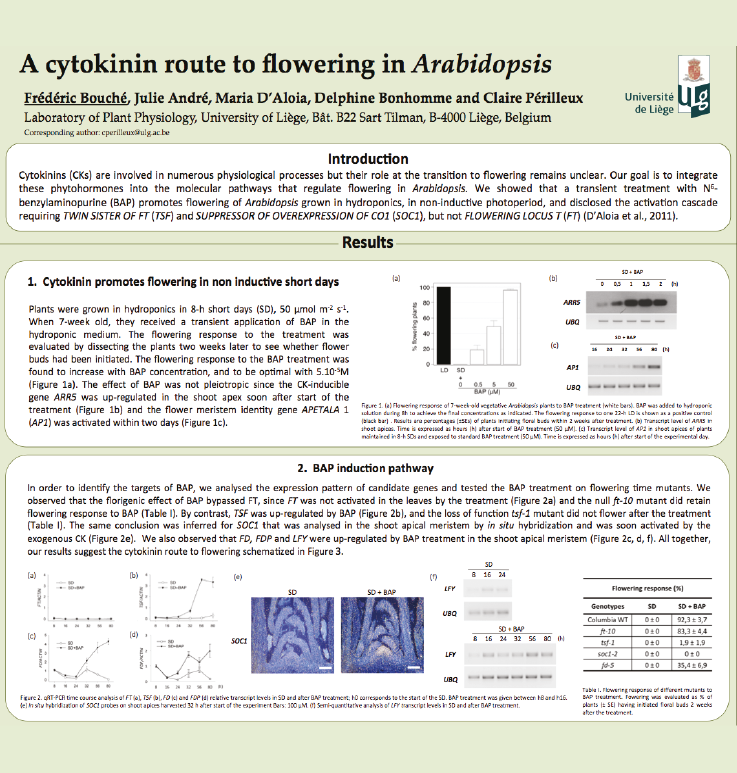 A cytokinin route to flowering in Arabidopsis
Frédéric Bouché, Julie André, Maria D'Aloia, Delphine Bonhomme and Claire Périlleux
Laboratory of Plant Physiology, University of Liège, Bât. B22 Sart Tilman, B-4000 Liège, Belgium
Corresponding author: cperilleux@ulg.ac.be
Université
de Liège
ULg
Introduction
Cytokinins (CKs) are involved in numerous physiological processes but their role at the transition to flowering remains unclear. Our goal is to integrate
these phytohormones into the molecular pathways that regulate flowering in Arabidopsis. We showed that a transient treatment with N6-
benzylaminopurine (BAP) promotes flowering of Arabidopsis grown in hydroponics, in non-inductive photoperiod, and disclosed the activation cascade
requiring TWIN SISTER OF FT (TSF) and SUPPRESSOR OF OVEREXPRESSION OF CO1 (SOC1), but not FLOWERING LOCUS T (FT) (D'Aloia et al., 2011).
Results
1. Cytokinin promotes flowering in non inductive short days
Plants were grown in hydroponics in 8-h short days (SD), 50 µmol m-2 s-1.
When 7-week old, they received a transient application of BAP in the
hydroponic medium. The flowering response to the treatment was
evaluated by dissecting the plants two weeks later to see whether flower
buds had been initiated. The flowering response to the BAP treatment was
found to increase with BAP concentration, and to be optimal with 5.10-5M
(Figure 1a). The effect of BAP was not pleiotropic since the CK-inducible
gene ARR5 was up-regulated in the shoot apex soon after start of the
treatment (Figure 1b) and the flower meristem identity gene APETALA 1
(AP1) was activated within two days (Figure 1c).
(a)
% flowering plants
100
80
60
40
20
0
LD SD
+
0 0.5 5 50
BAP (µM)
(b)
SD + BAP
0 0,5 1 1,5 2 (h)
ARR5
UBQ
(c)
SD + BAP
16 24 32 56 80 (h)
AP1
UBQ
Figure 1. (a) Flowering response of 7-week-old vegetative Arabidopsis plants to BAP treatment (white bars). BAP was added to hydroponic
solution during 8h to achieve the final concentrations as indicated. The flowering response to one 22-h LD is shown as a positive control
(black bar) . Results are percentages (±SEs) of plants initiating floral buds within 2 weeks after treatment. (b) Transcript level of ARR5 in
shoot apices. Time is expressed as hours (h) after start of BAP treatment (50 µM). (c) Transcript level of AP1 in shoot apices of plants
maintained in 8-h SDs and exposed to standard BAP treatment (50 µM). Time is expressed as hours (h) after start of the experimental day.
2. BAP induction pathway
In order to identify the targets of BAP, we analysed the expression pattern of candidate genes and tested the BAP treatment on flowering time mutants. We
observed that the florigenic effect of BAP bypassed FT, since FT was not activated in the leaves by the treatment (Figure 2a) and the null ft-10 mutant did retain
flowering response to BAP (Table I). By contrast, TSF was up-regulated by BAP (Figure 2b), and the loss of function tsf-1 mutant did not flower after the treatment
(Table I). The same conclusion was inferred for SOC1 that was analysed in the shoot apical meristem by in situ hybridization and was soon activated by the
exogenous CK (Figure 2e). We also observed that FD, FDP and LFY were up-regulated by BAP treatment in the shoot apical meristem (Figure 2c, d, f). All together,
our results suggest the cytokinin route to flowering schematized in Figure 3.
(a)
SD
SD+BAP
(b)
SD
SD+BAP
(c)
SD
SD+BAP
(d)
SD
SD+BAP
(e)
SD
SD + BAP
SOC1
(f)
SD
8 16 24
LFY
UBQ
SD + BAP
8 16 24 32 56 80 (h)
LFY
UBQ
Flowering response (%)
Genotypes SD SD + BAP
Columbia WT 0 ± 0 92,3 ± 3,7
ft-10 0 ± 0 83,3 ± 4,4
tsf-1 0 ± 0 1,9 ± 1,9
soc1-2 0 ± 0 0 ± 0
fd-5 0 ± 0 35,4 ± 6,9
Table I. Flowering response of different mutants to
BAP treatment. Flowering was evaluated as % of
plants (± SE) having initiated floral buds 2 weeks
after the treatment.
Figure 2. qRT-PCR time course analysis of FT (a), TSF (b), FD (c) and FDP (d) relative transcript levels in SD and after BAP treatment; h0 corresponds to the start of the SD. BAP treatment was given between h8 and h16.
(e) In situ hybridization of SOC1 probes on shoot apices harvested 32 h after start of the experiment Bars: 100 µM. (f) Semi-quantitative analysis of LFY transcript levels in SD and after BAP treatment.